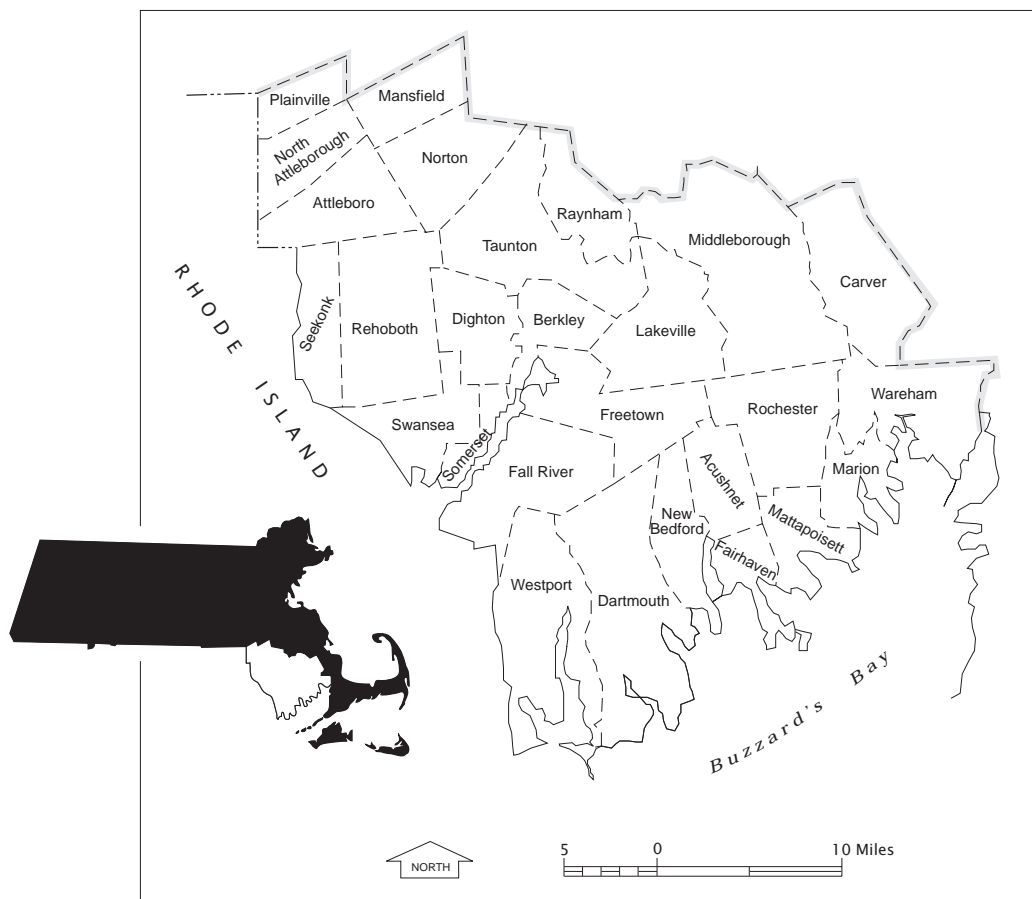 Plainville
Mansfield
North
Attleborough
Norton
Attleboro
Raynham
Taunton
Middleborough
Carver
RHODE ISLAND
Seekonk
Rehoboth
Dighton
Berkley
Lakeville
Wareham
Swansea
Somerset
Freetown
Rochester
Fall River
Acushnet
Marion
New
Bedford
Mattapoisett
Fairhaven
Westport
Dartmouth
Buzzard's Bay
NORTH
5 0 10 Miles